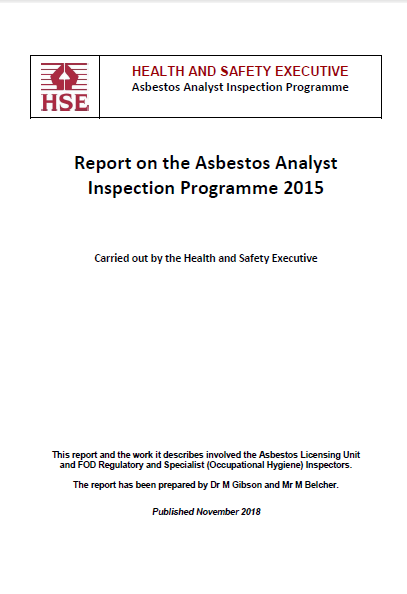 HSE
HEALTH AND SAFETY EXECUTIVE
Asbestos Analyst Inspection Programme
Report on the Asbestos Analyst
Inspection Programme 2015
Carried out by the Health and Safety Executive
This report and the work it describes involved the Asbestos Licensing Unit
and FOD Regulatory and Specialist (Occupational Hygiene) Inspectors.
The report has been prepared by Dr M Gibson and Mr M Belcher.
Published November 2018